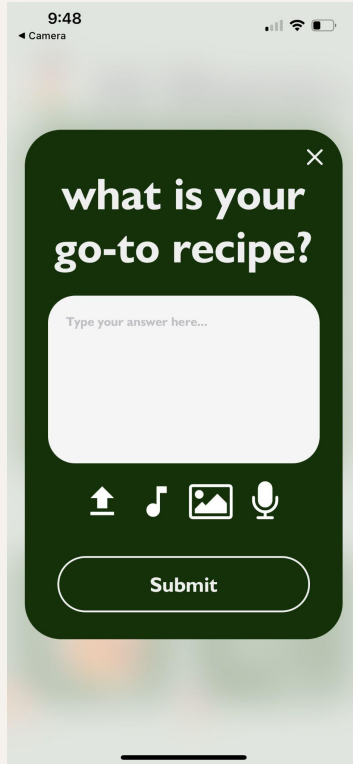 9:48
◀ Camera
what is your
go-to recipe?
Type your answer here...
Submit